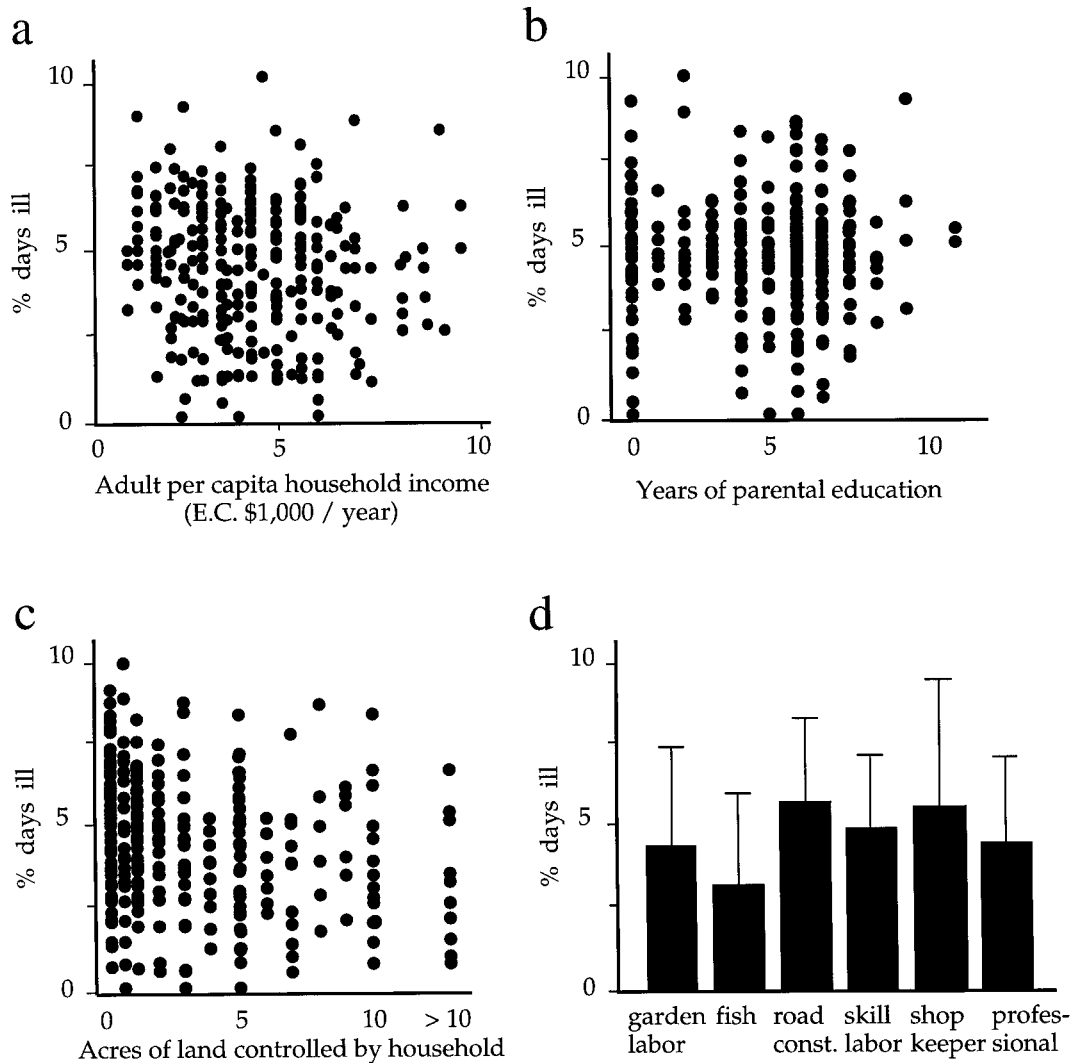 a
10
5
0
% days ill
0 5 10
Adult per capita household income
(E.C. $1,000 / year)
b
10
5
0
% days ill
0 5 10
Years of parental education
c
10
5
0
% days ill
0 5 10 > 10
Acres of land controlled by household
d
10
5
0
% days ill
garden fish road skill shop profes-
labor const. labor keeper sional